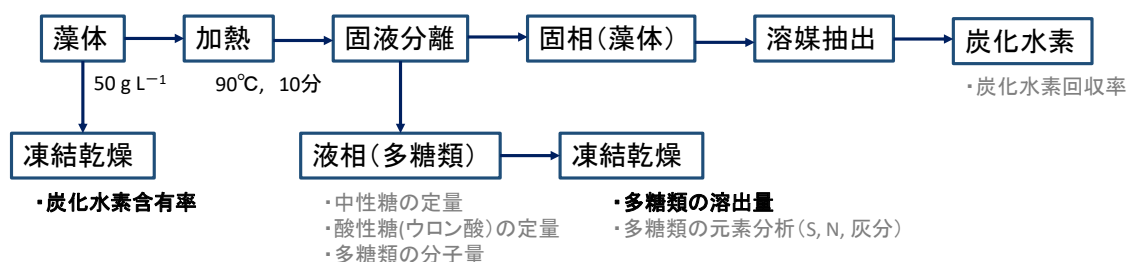 藻体
加熱
固液分離
固相(藻体)
溶媒抽出
炭化水素
50 g L⁻¹
90℃, 10分
・炭化水素回収率
凍結乾燥
液相(多糖類)
凍結乾燥
・炭化水素含有率
・中性糖の定量
・酸性糖(ウロン酸)の定量
・多糖類の分子量
・多糖類の溶出量
・多糖類の元素分析(S, N, 灰分)